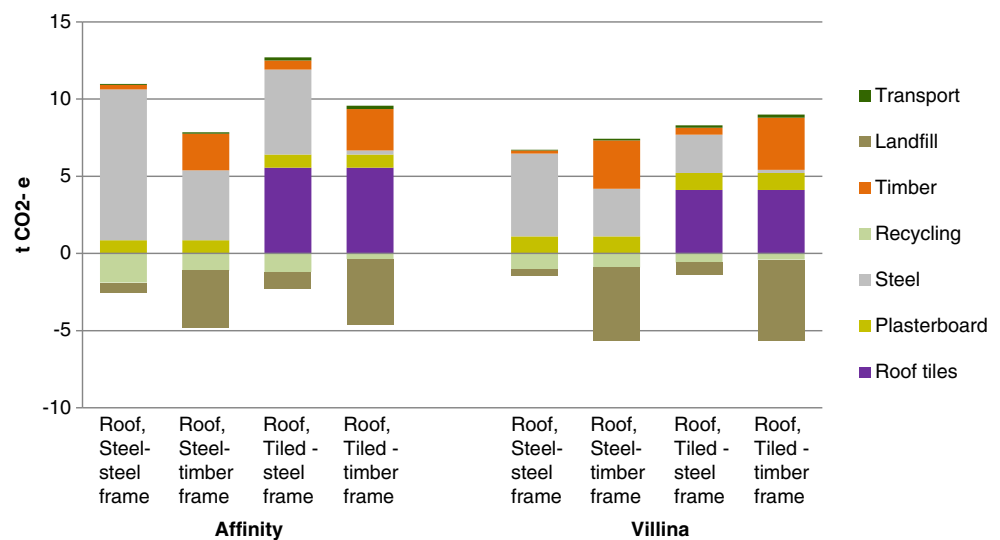 15
10
5
0
-5
-10
t CO2- e
Roof,
Steel-
steel
frame
Roof,
Steel-
timber
frame
Roof,
Tiled -
steel
frame
Roof,
Tiled -
timber
frame
Affinity
Roof,
Steel-
steel
frame
Roof,
Steel-
timber
frame
Roof,
Tiled -
steel
frame
Roof,
Tiled -
timber
frame
Villina
Transport
Landfill
Timber
Recycling
Steel
Plasterboard
Roof tiles